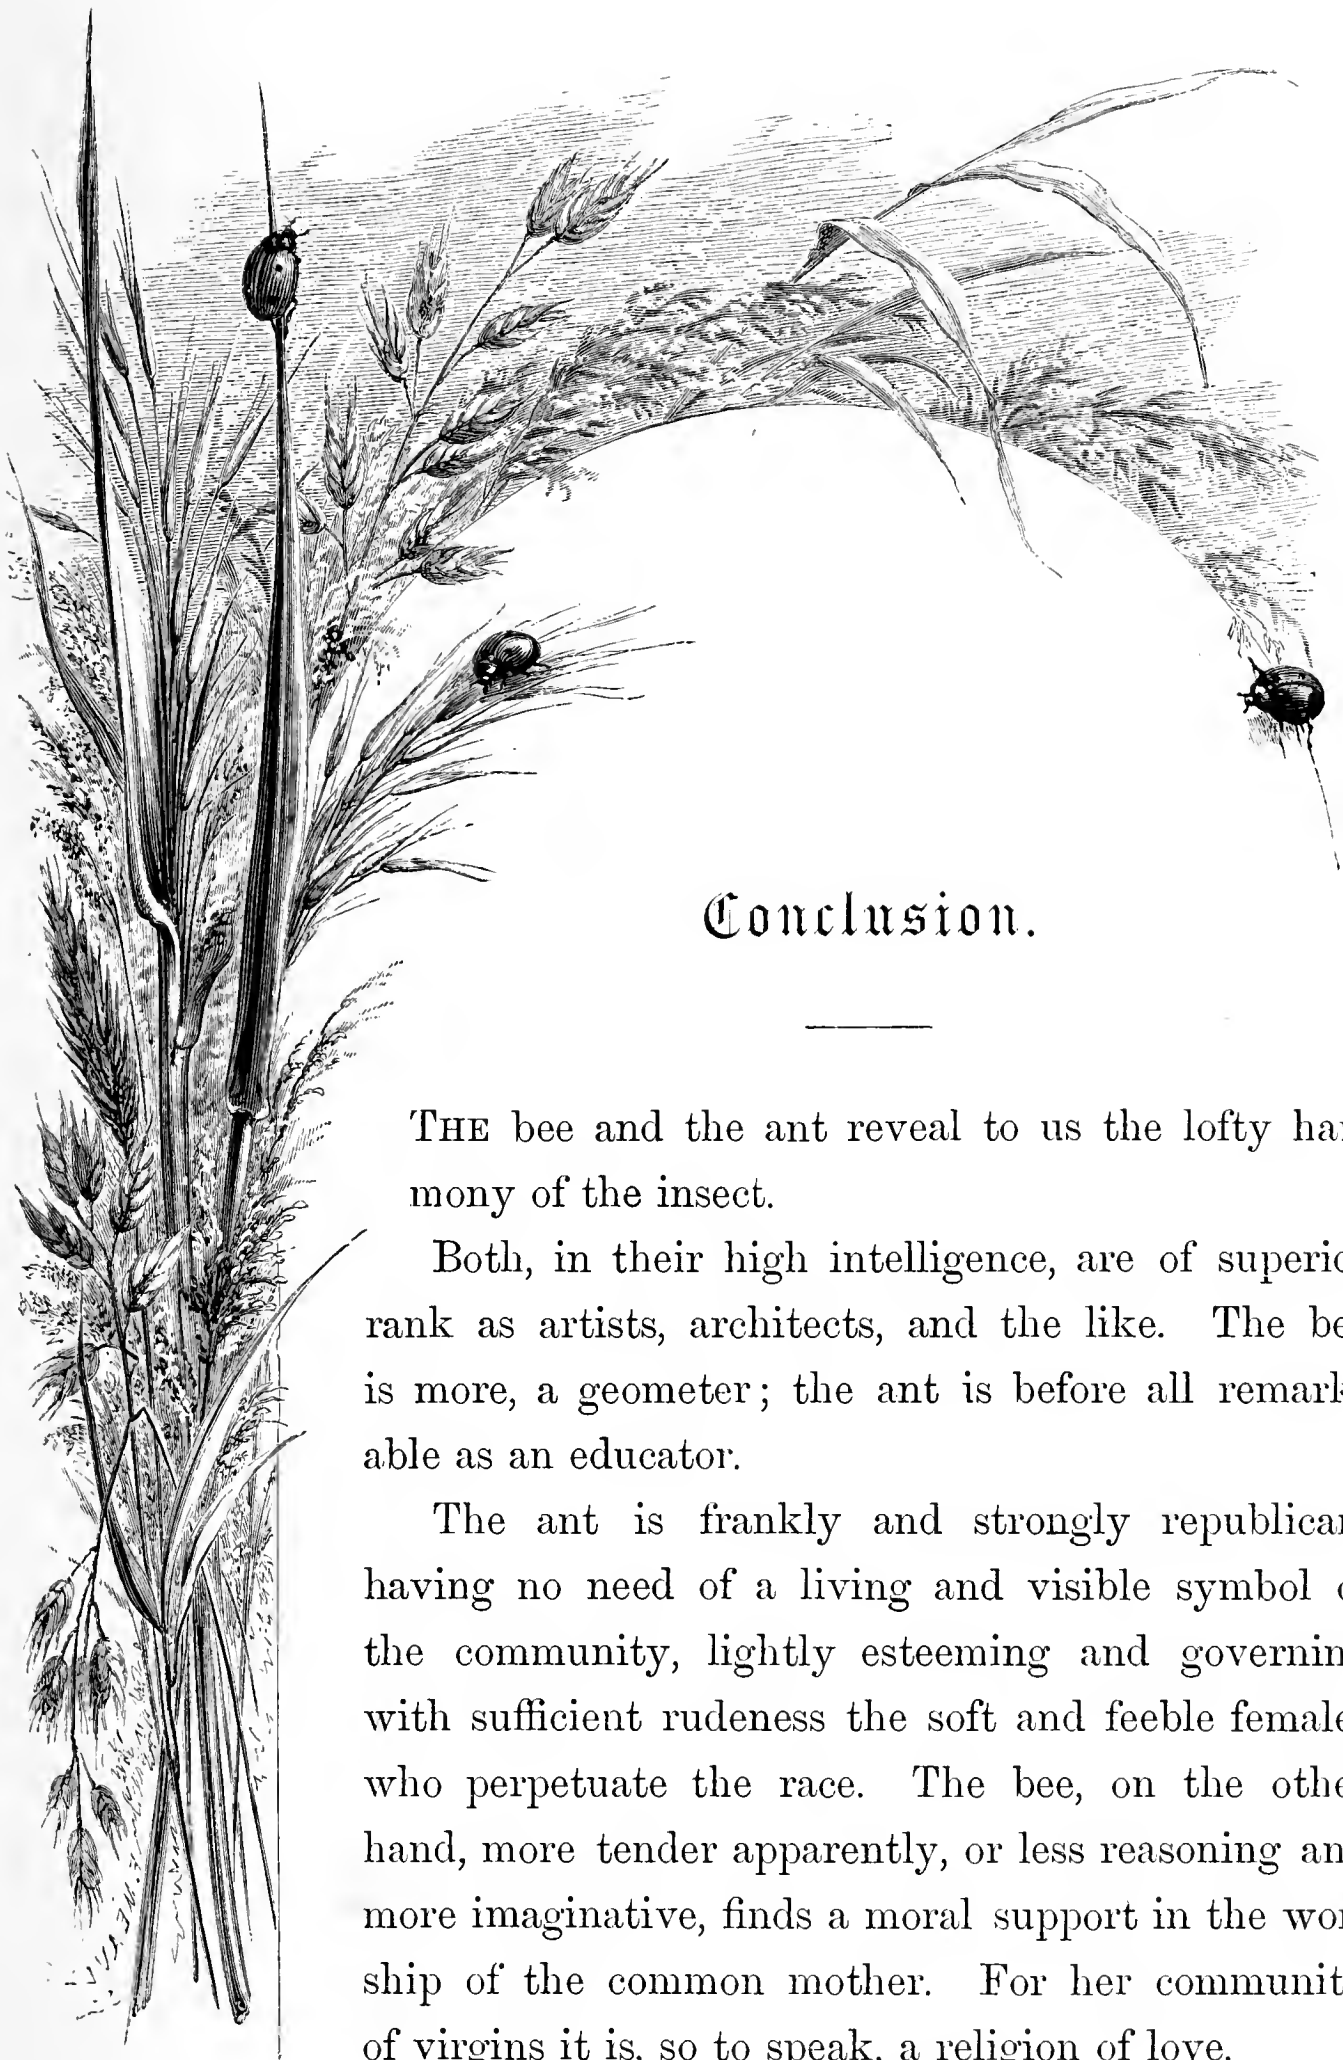 Conclusion.
THE bee and the ant reveal to us the lofty har
mony of the insect.
Both, in their high intelligence, are of superio
rank as artists, architects, and the like. The be
is more, a geometer; the ant is before all remark
able as an educator.
The ant is frankly and strongly republican
having no need of a living and visible symbol o
the community, lightly esteeming and governin
with sufficient rudeness the soft and feeble female
who perpetuate the race. The bee, on the othe
hand, more tender apparently, or less reasoning an
more imaginative, finds a moral support in the wor
ship of the common mother. For her communit
of virgins it is, so to speak, a religion of love.